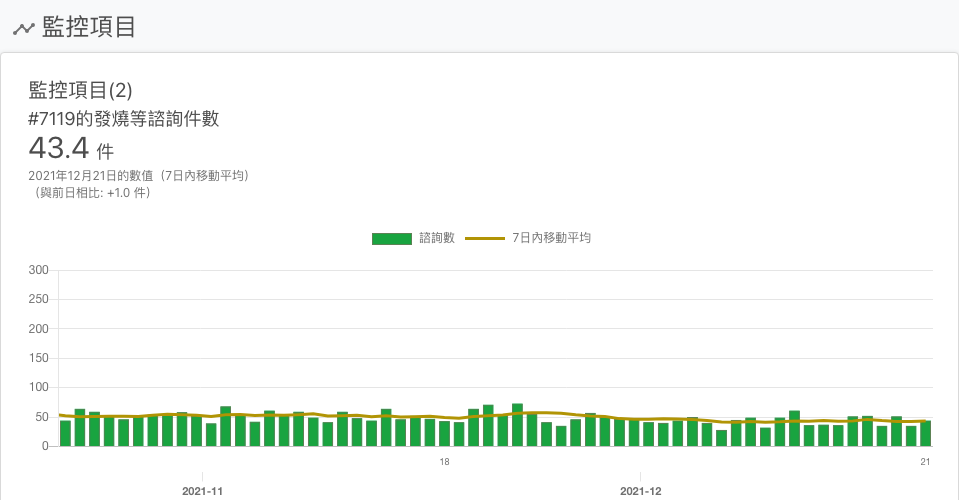 監控項目
監控項目(2)
#7119的發燒等諮詢件數
43.4 件
2021年12月21日的數值（7日內移動平均）
（與前日相比: +1.0 件）
諮詢數 7日內移動平均
300
250
200
150
100
50
0
18 21
2021-11 2021-12